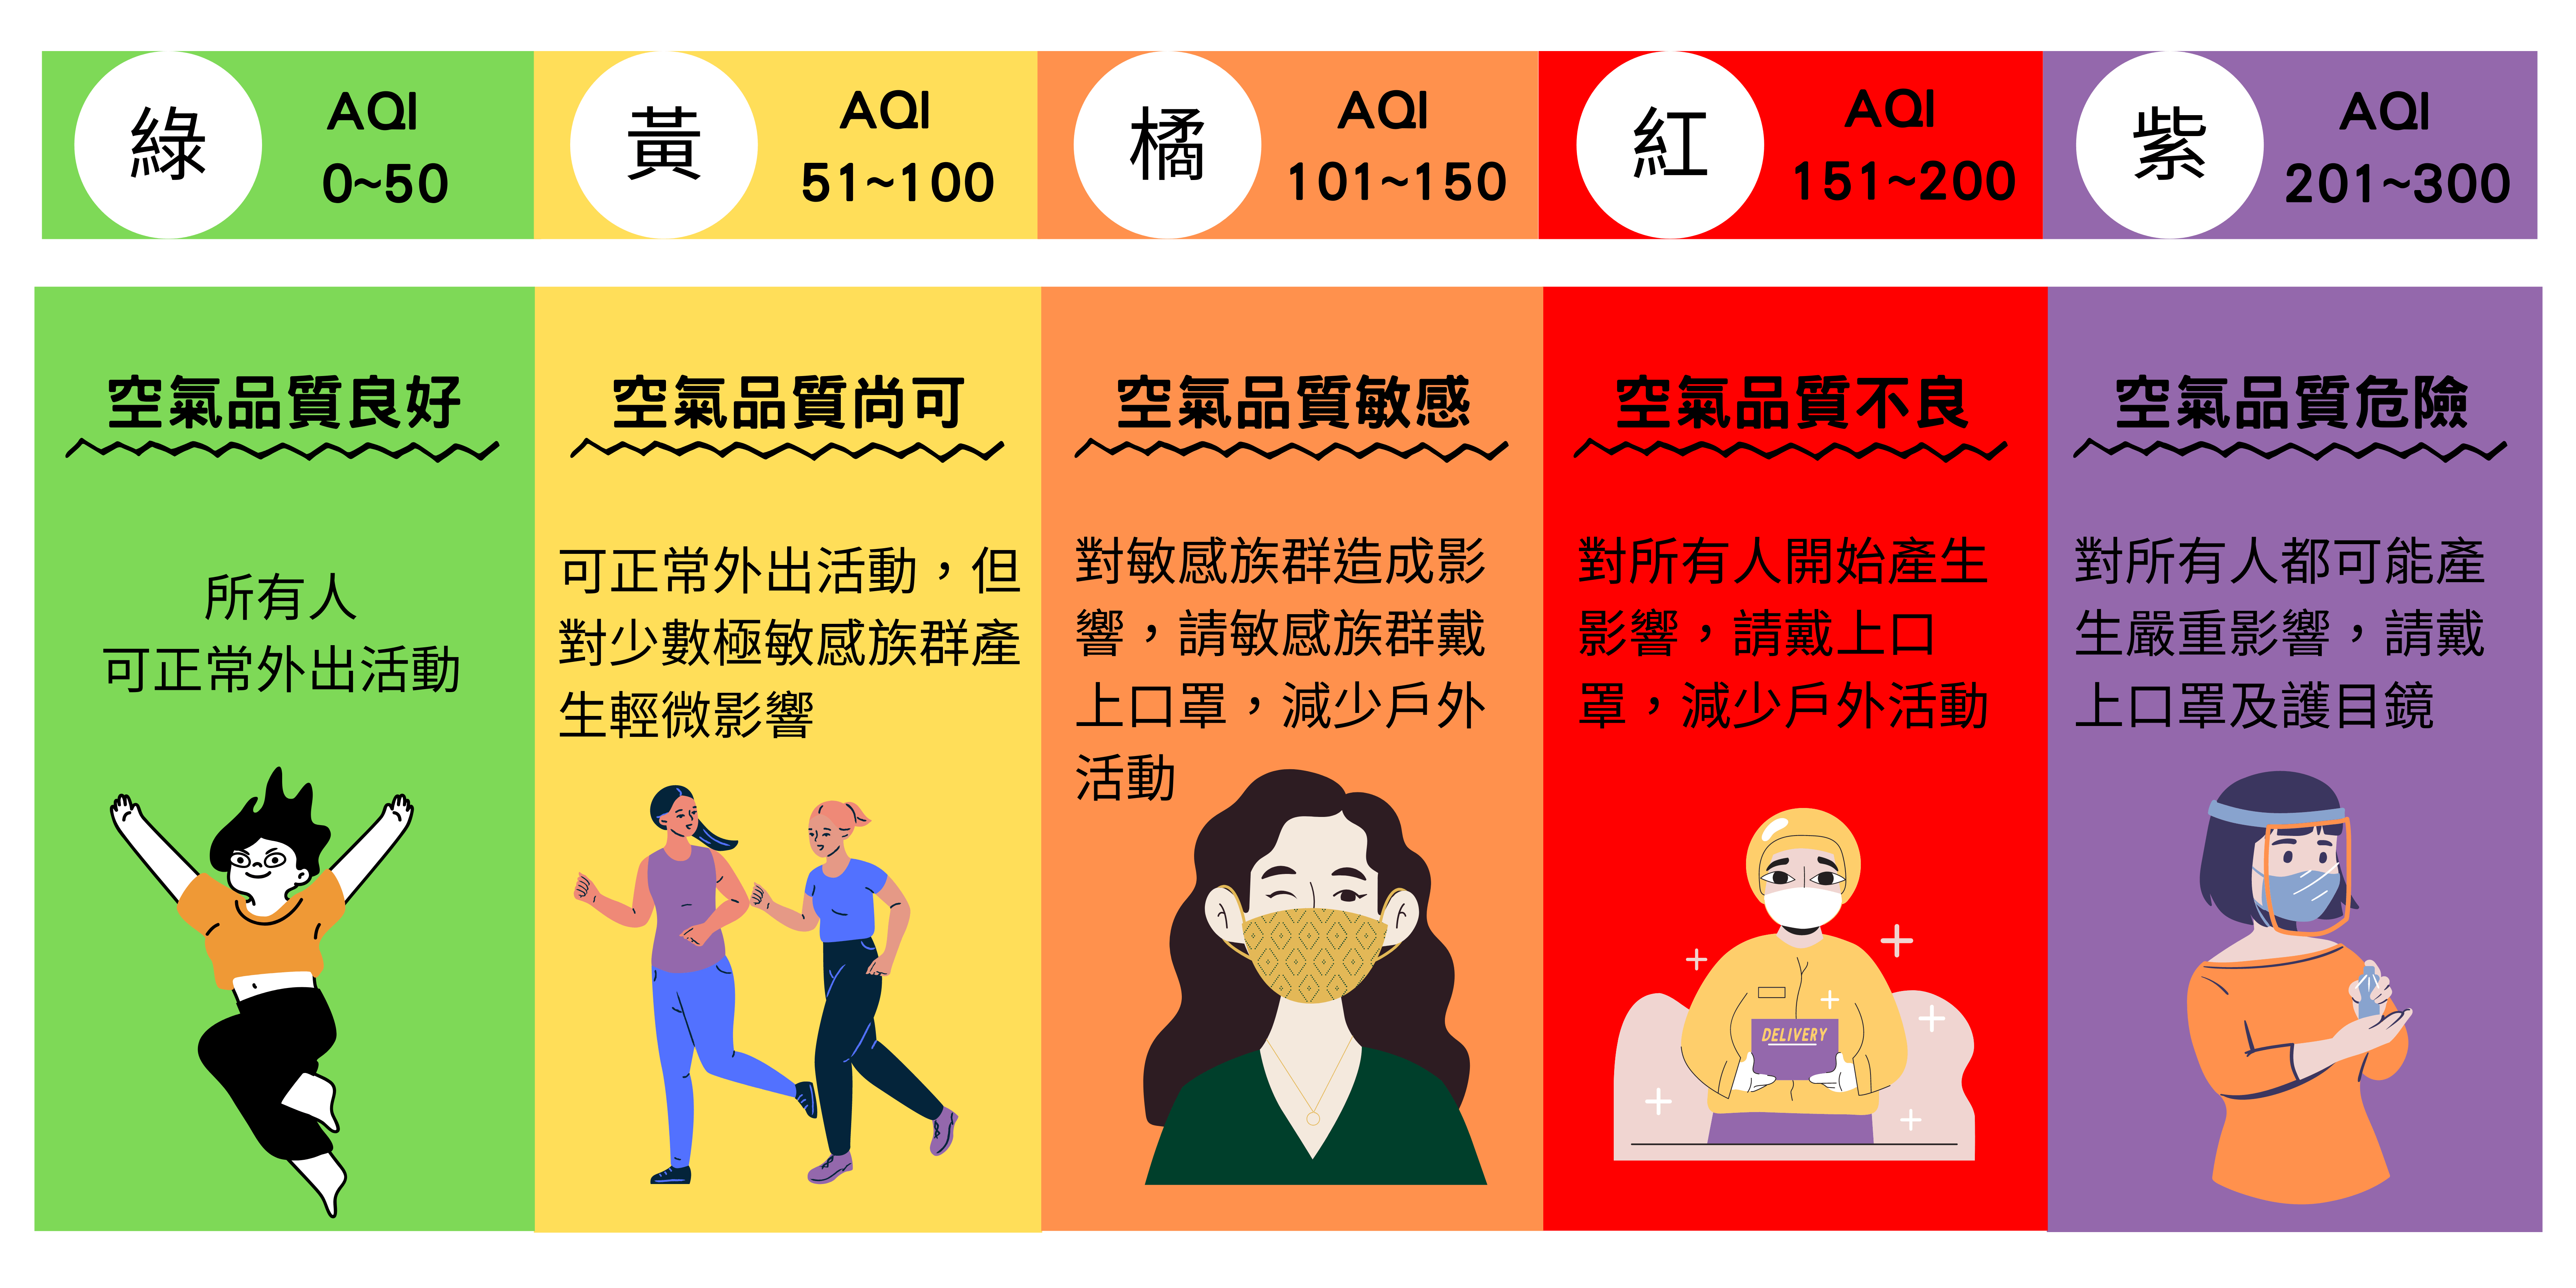 綠
AQI
0~50
黃
AQI
51~100
橘
AQI
101~150
紅
AQI
151~200
紫
AQI
201~300
空氣品質良好
所有人
可正常外出活動
空氣品質尚可
可正常外出活動，但
對少數極敏感族群產
生輕微影響
空氣品質敏感
對敏感族群造成影
響，請敏感族群戴
上口罩，減少戶外
活動
空氣品質不良
對所有人開始產生
影響，請戴上口
罩，減少戶外活動
DELIVERY
空氣品質危險
對所有人都可能產
生嚴重影響，請戴
上口罩及護目鏡